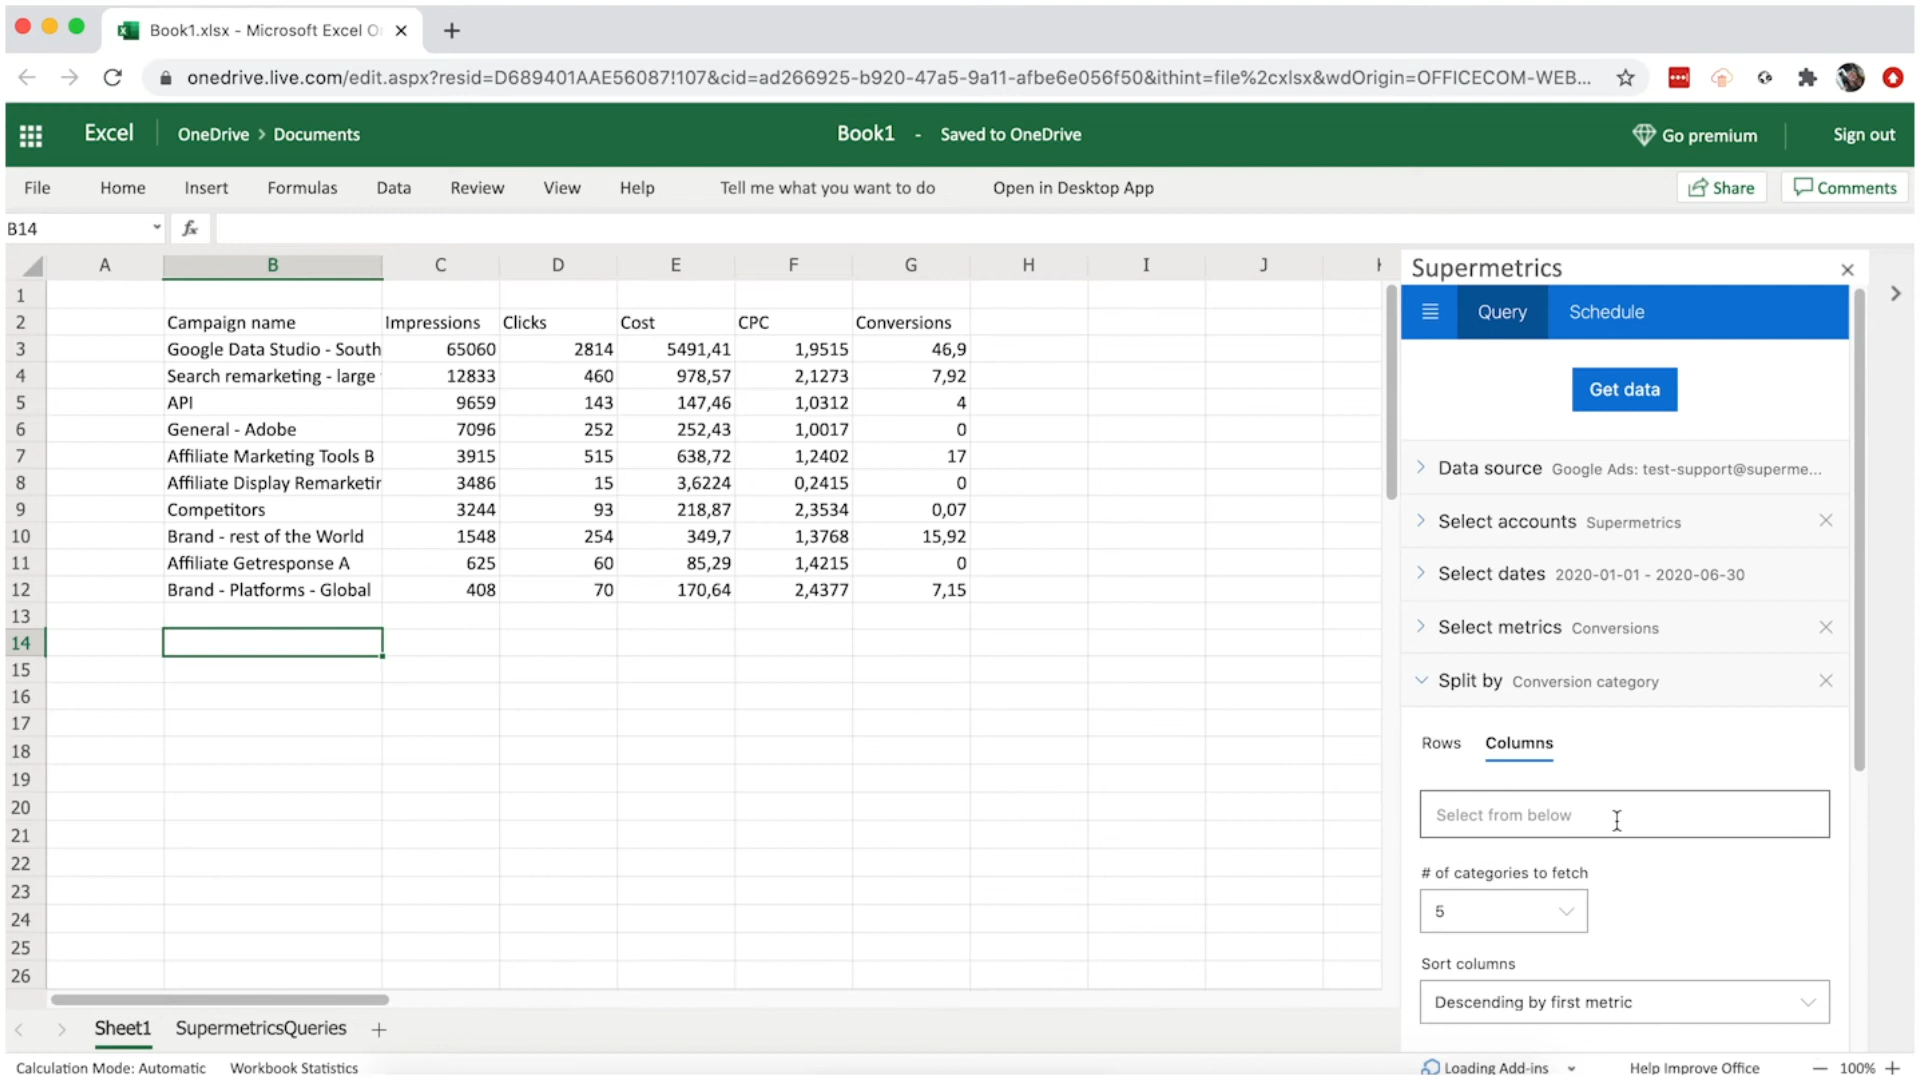 Book1.xlsx - Microsoft Excel O
onedrive.live.com/edit.aspx?resid=D689401AAE56087!107&cid=ad266925-b920-47a5-9a11-afbe6e056f50&ithint=file%2cxlsx&wdOrigin=OFFICECOM-WEB...
Excel OneDrive > Documents Book1 - Saved to OneDrive Go premium Sign out
File Home Insert Formulas Data Review View Help Tell me what you want to do Open in Desktop App Share Comments
B14 fx
A B C D E F G H I J
1
2 Campaign name Impressions Clicks Cost CPC Conversions
3 Google Data Studio - South 65060 2814 5491,41 1,9515 46,9
4 Search remarketing - large 12833 460 978,57 2,1273 7,92
5 API 9659 143 147,46 1,0312 4
6 General - Adobe 7096 252 252,43 1,0017 0
7 Affiliate Marketing Tools B 3915 515 638,72 1,2402 17
8 Affiliate Display Remarketin 3486 15 3,6224 0,2415 0
9 Competitors 3244 93 218,87 2,3534 0,07
10 Brand - rest of the World 1548 254 349,7 1,3768 15,92
11 Affiliate Getresponse A 625 60 85,29 1,4215 0
12 Brand - Platforms - Global 408 70 170,64 2,4377 7,15
13
14
15
16
17
18
19
20
21
22
23
24
25
26
Supermetrics
Query Schedule
Get data
Data source Google Ads: test-support@superme...
Select accounts Supermetrics
Select dates 2020-01-01 - 2020-06-30
Select metrics Conversions
Split by Conversion category
Rows Columns
Select from below
# of categories to fetch
5
Sort columns
Descending by first metric
Sheet1 SupermetricsQueries
Calculation Mode: Automatic Workbook Statistics Loading Add-ins Help Improve Office 100%